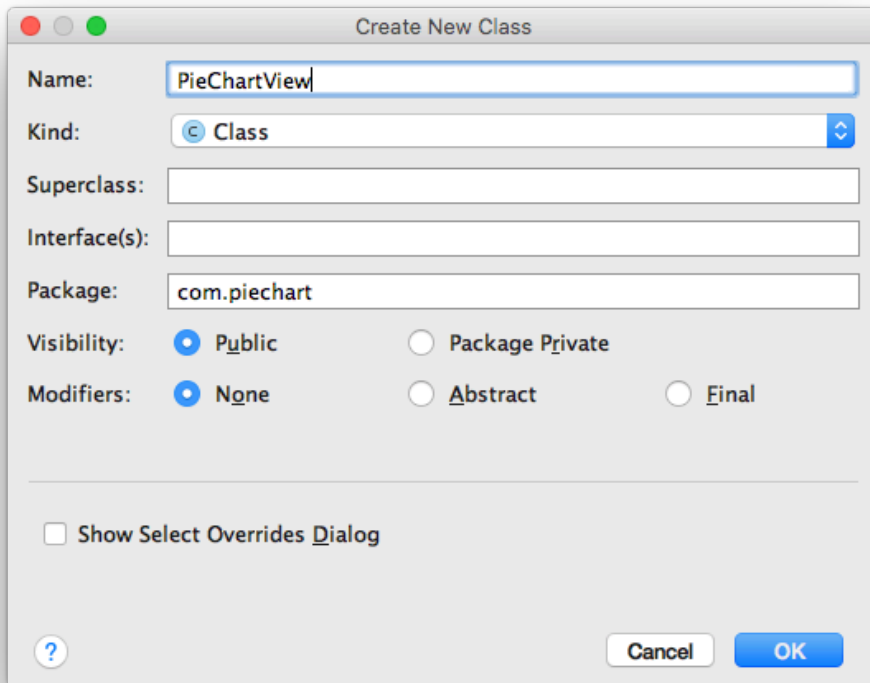 Create New Class
Name: PieChartView
Kind: C Class
Superclass:
Interface(s):
Package: com.piechart
Visibility: Public Package Private
Modifiers: None Abstract Final
Show Select Overrides Dialog
? Cancel OK